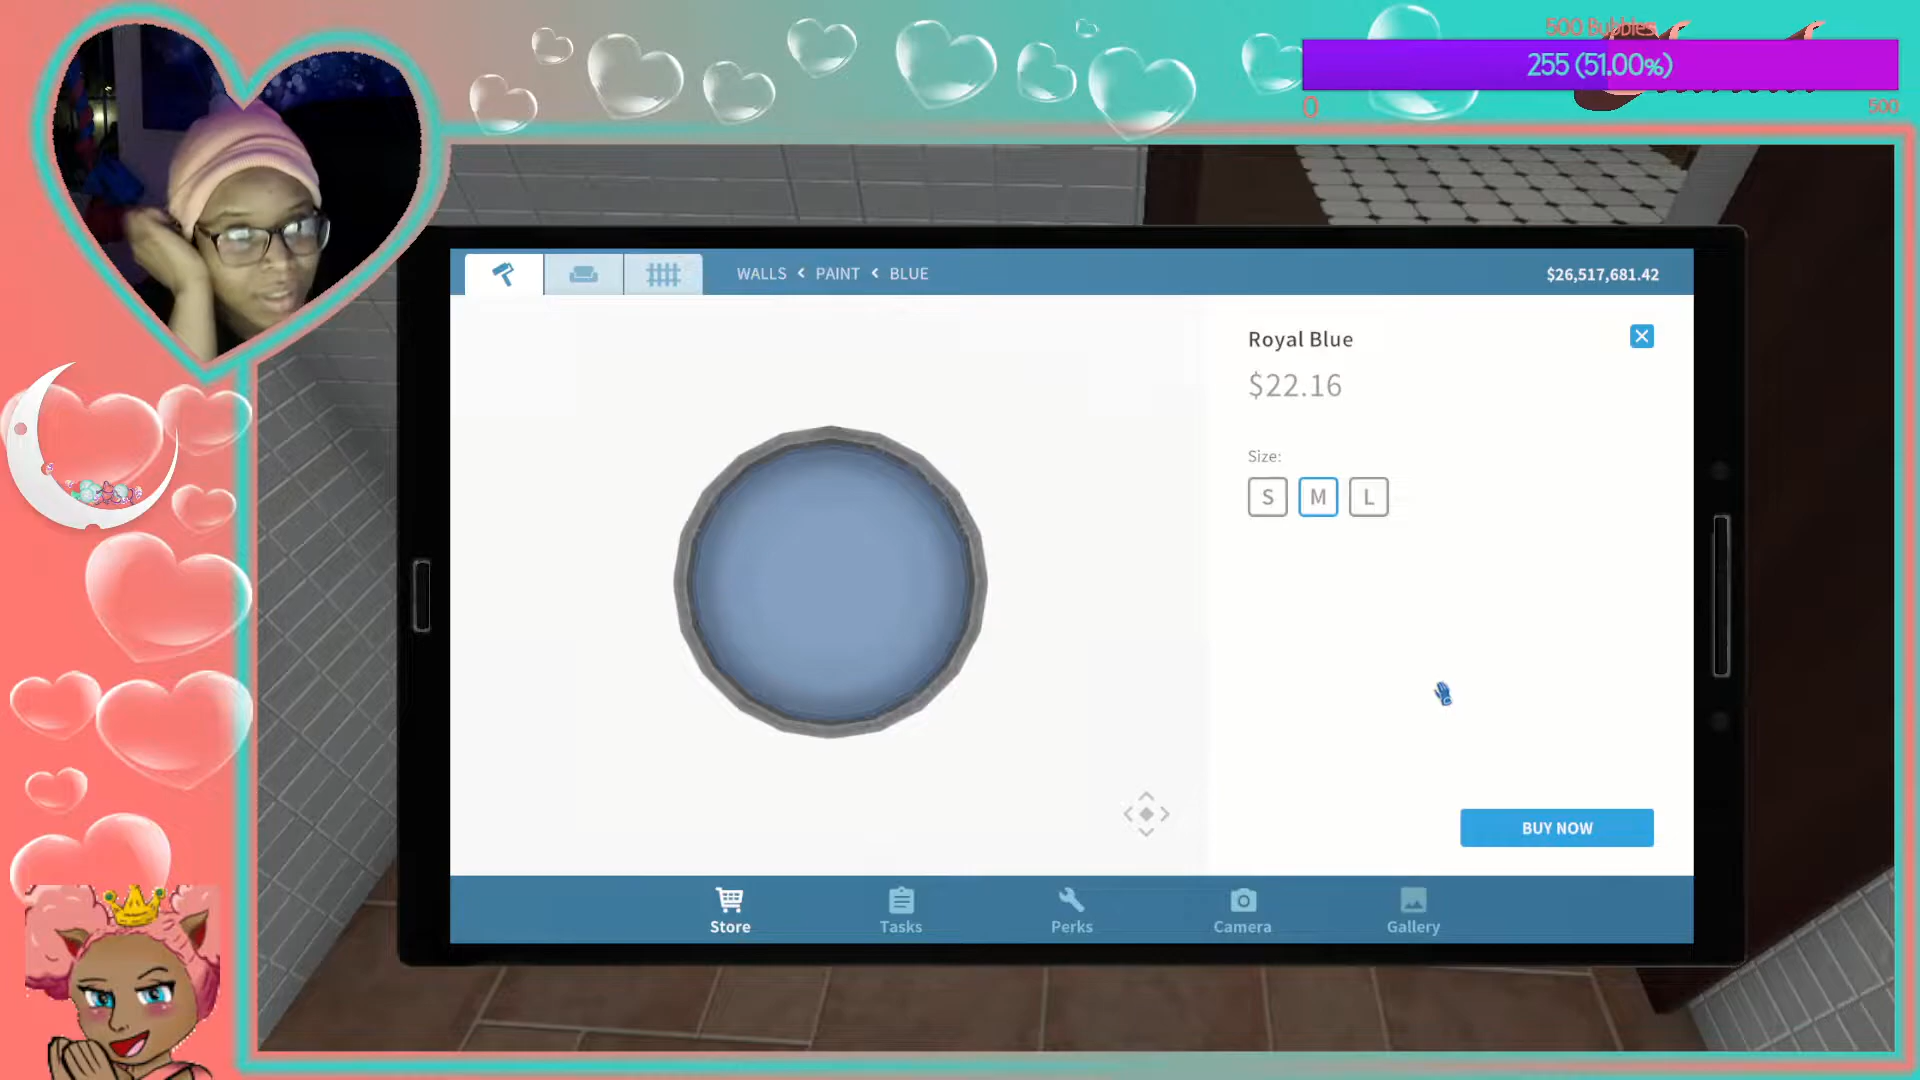 500 Bubbles
255 (51.00%)
0
500
WALLS < PAINT < BLUE
$26,517,681.42
Royal Blue
$22.16
Size:
S M L
BUY NOW
Store
Tasks
Perks
Camera
Gallery